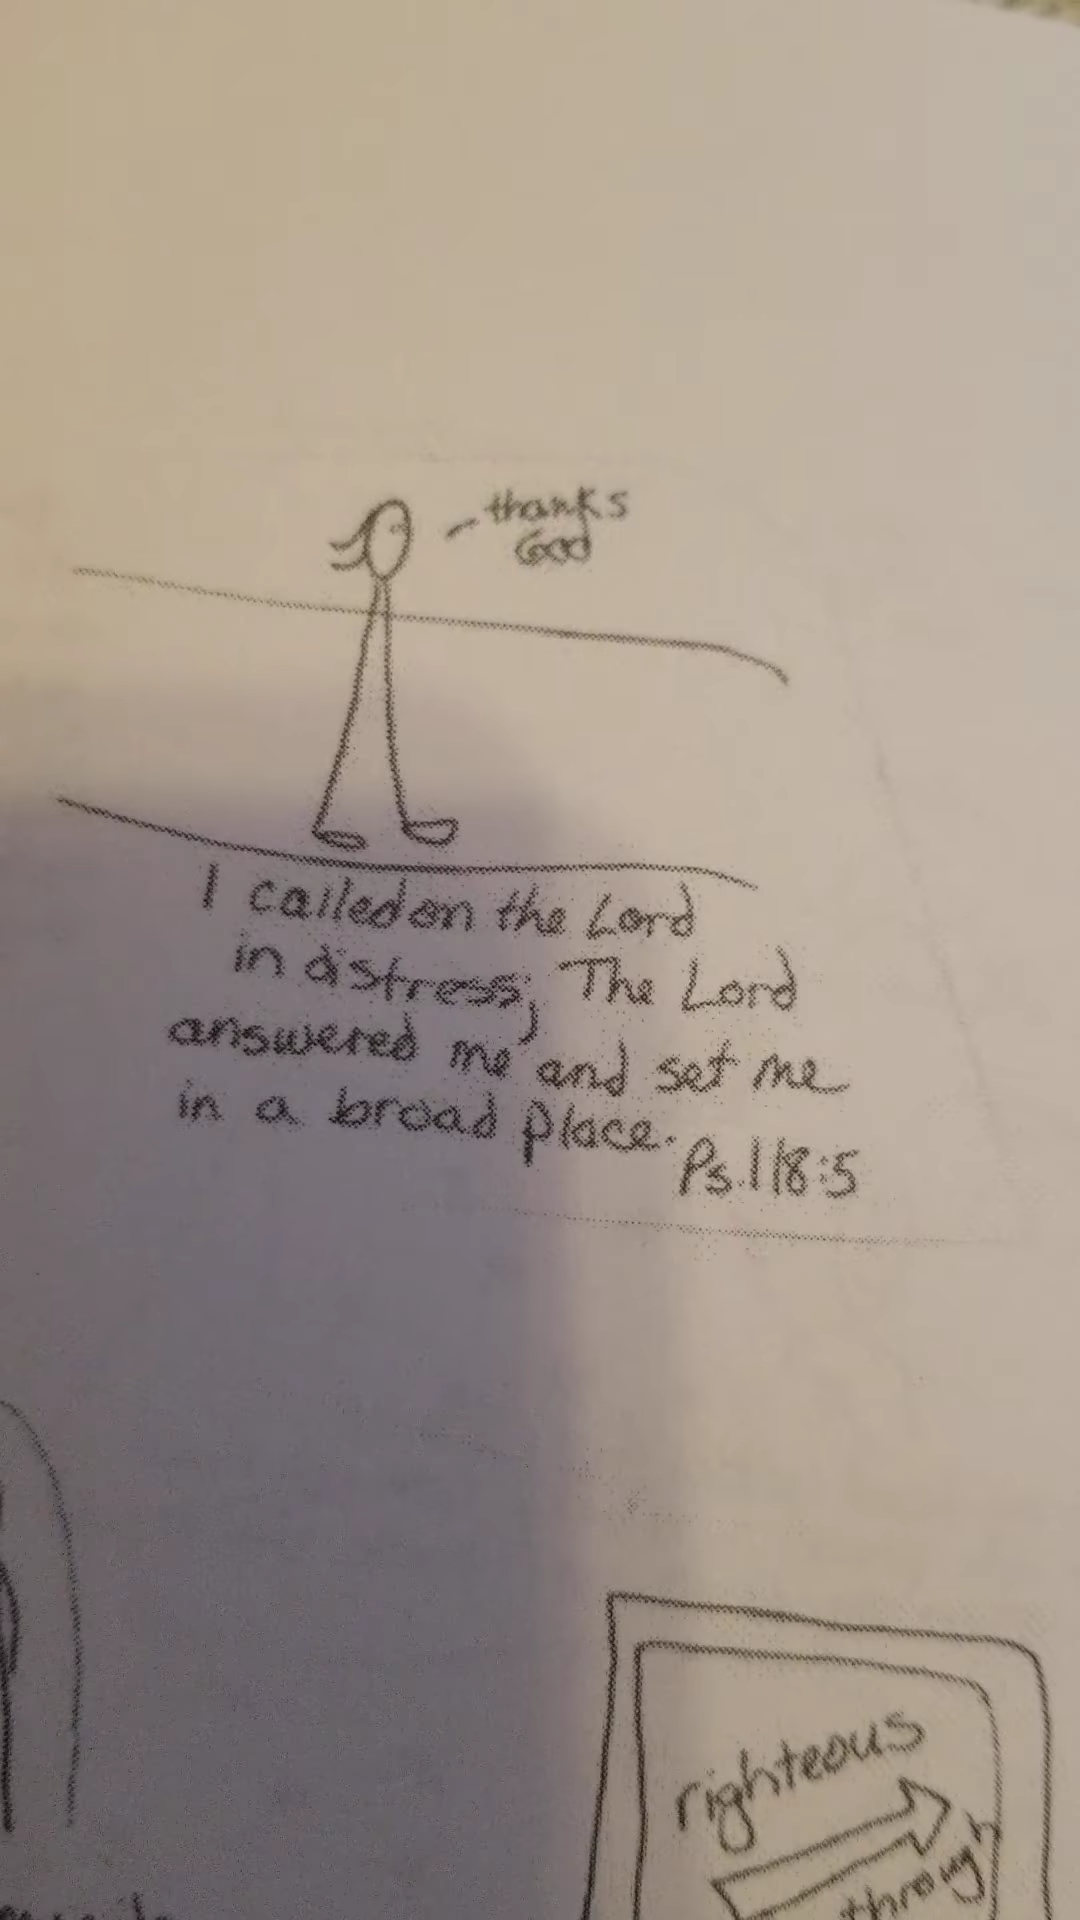 thanks
God
I called on the Lord
in distress, The Lord
answered me, and set me
in a broad place.
Ps. 118:5
righteous
through